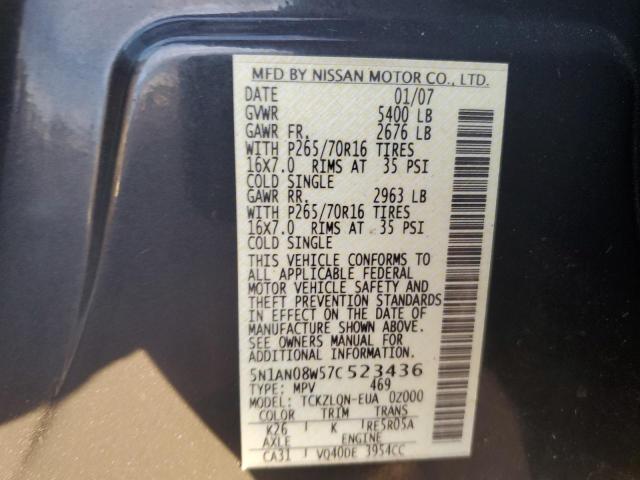 MFD BY NISSAN MOTOR CO., LTD.
DATE 01/07
GVWR 5400 LB
GAWR FR. 2676 LB
WITH P265/70R16 TIRES
16X7.0 RIMS AT 35 PSI
COLD SINGLE
GAWR RR. 2963 LB
WITH P265/70R16 TIRES
16X7.0 RIMS AT 35 PSI
COLD SINGLE
THIS VEHICLE CONFORMS TO
ALL APPLICABLE FEDERAL
MOTOR VEHICLE SAFETY AND
THEFT PREVENTION STANDARDS
IN EFFECT ON THE DATE OF
MANUFACTURE SHOWN ABOVE.
SEE OWNERS MANUAL FOR
ADDITIONAL INFORMATION.
5N1AN08W57C523436
TYPE: MPV 469
MODEL: TCKZLQN-EUA 0Z000
COLOR TRIM TRANS
K26 K RE5R05A
AXLE ENGINE
CA31 VQ40DE 3954CC